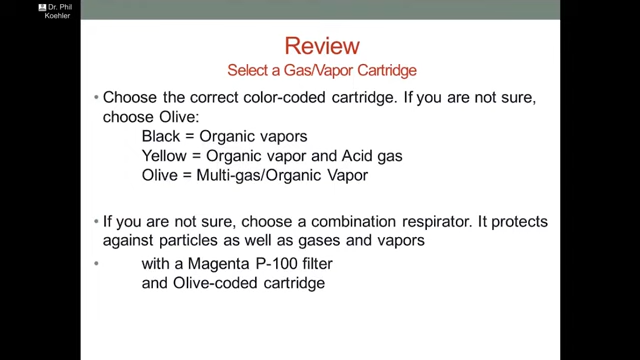 Dr. Phil
Koehler
Review
Select a Gas/Vapor Cartridge
• Choose the correct color-coded cartridge. If you are not sure,
choose Olive:
Black = Organic vapors
Yellow = Organic vapor and Acid gas
Olive = Multi-gas/Organic Vapor
• If you are not sure, choose a combination respirator. It protects
against particles as well as gases and vapors
• with a Magenta P-100 filter
and Olive-coded cartridge